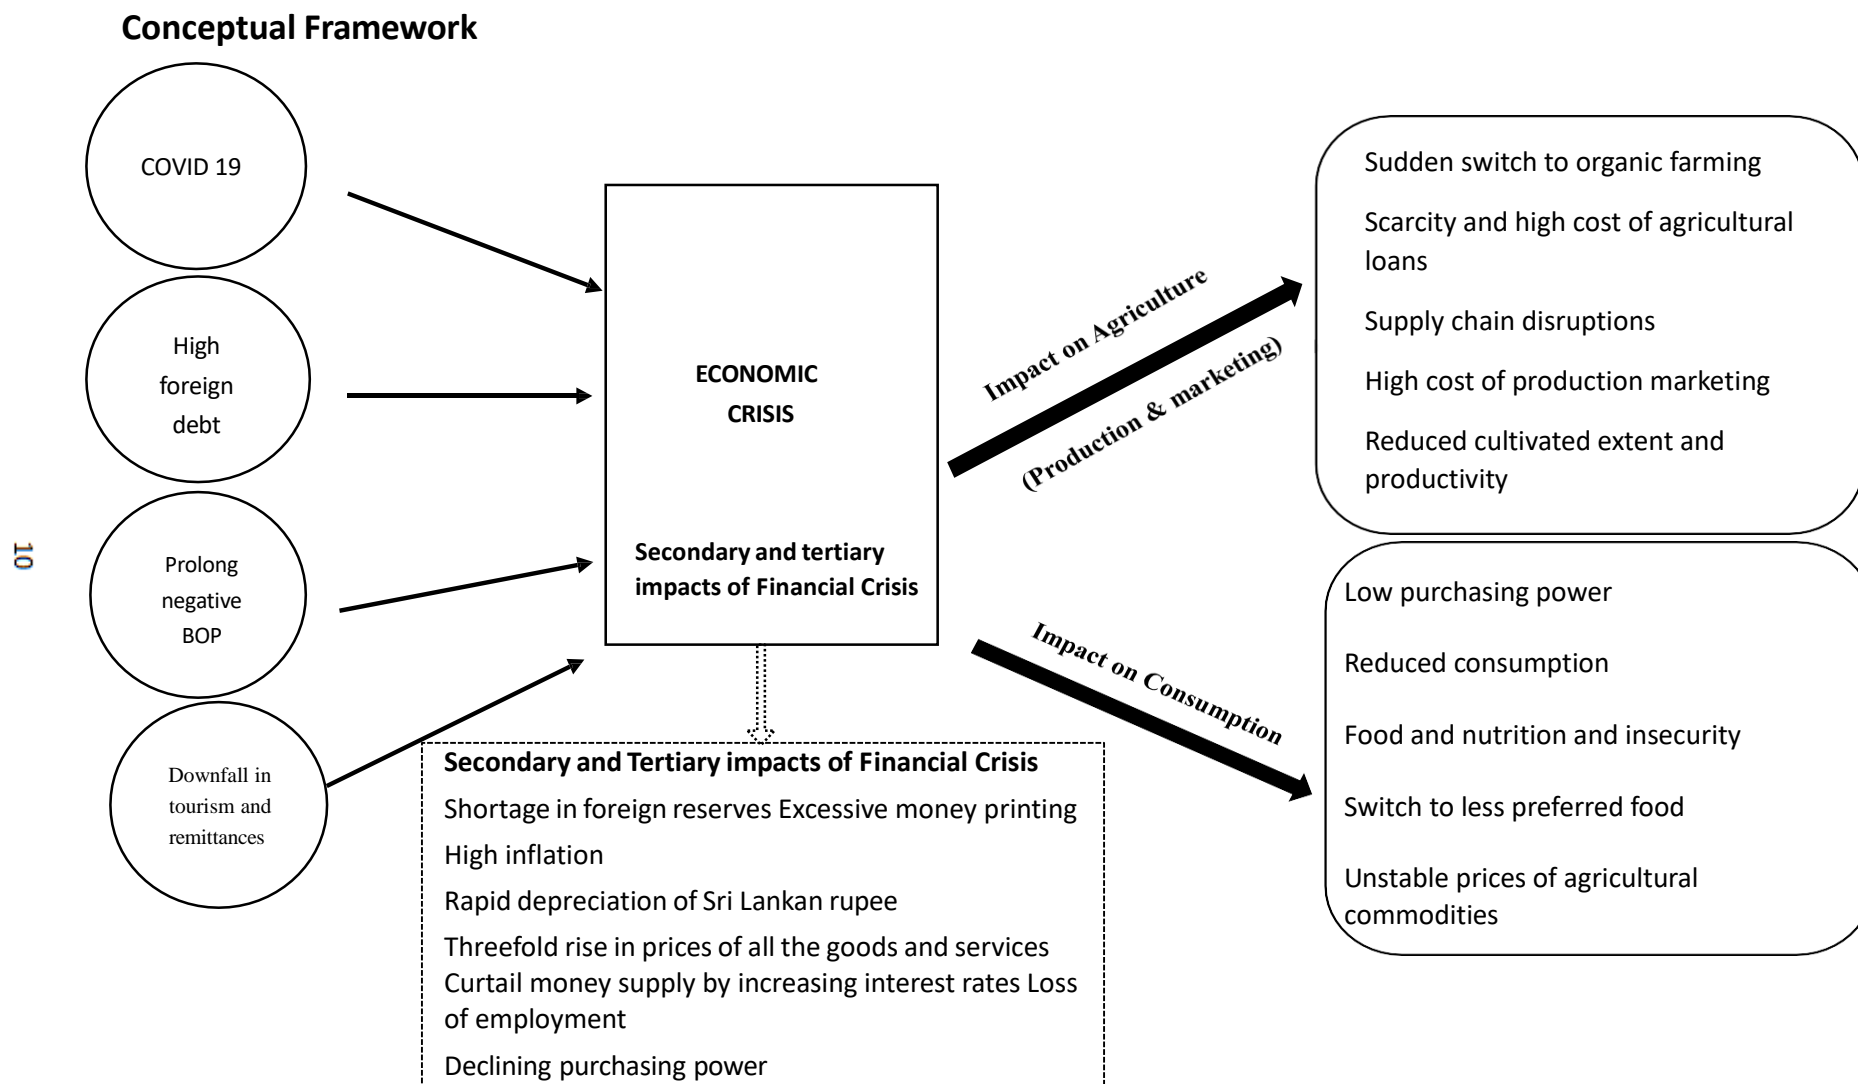 Conceptual Framework
COVID 19
High
foreign
debt
Prolong
negative
BOP
Downfall in
tourism and
remittances
10
ECONOMIC
CRISIS
Secondary and tertiary
impacts of Financial Crisis
Secondary and Tertiary impacts of Financial Crisis
Shortage in foreign reserves Excessive money printing
High inflation
Rapid depreciation of Sri Lankan rupee
Threefold rise in prices of all the goods and services
Curtail money supply by increasing interest rates Loss
of employment
Declining purchasing power
Impact on Agriculture
(Production & marketing)
Impact on Consumption
Sudden switch to organic farming
Scarcity and high cost of agricultural
loans
Supply chain disruptions
High cost of production marketing
Reduced cultivated extent and
productivity
Low purchasing power
Reduced consumption
Food and nutrition and insecurity
Switch to less preferred food
Unstable prices of agricultural
commodities